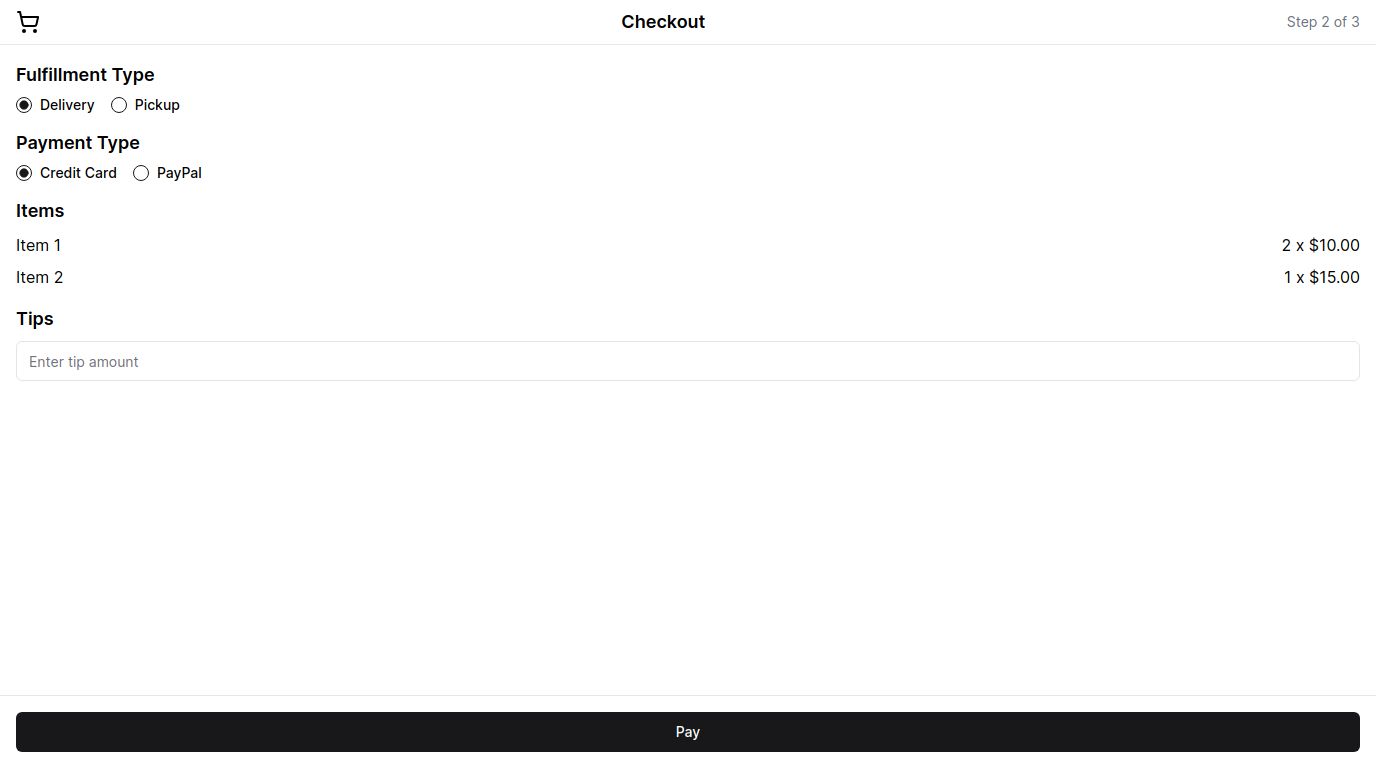 Checkout
Step 2 of 3
Fulfillment Type
Delivery Pickup
Payment Type
Credit Card PayPal
Items
Item 1 2 x $10.00
Item 2 1 x $15.00
Tips
Enter tip amount
Pay